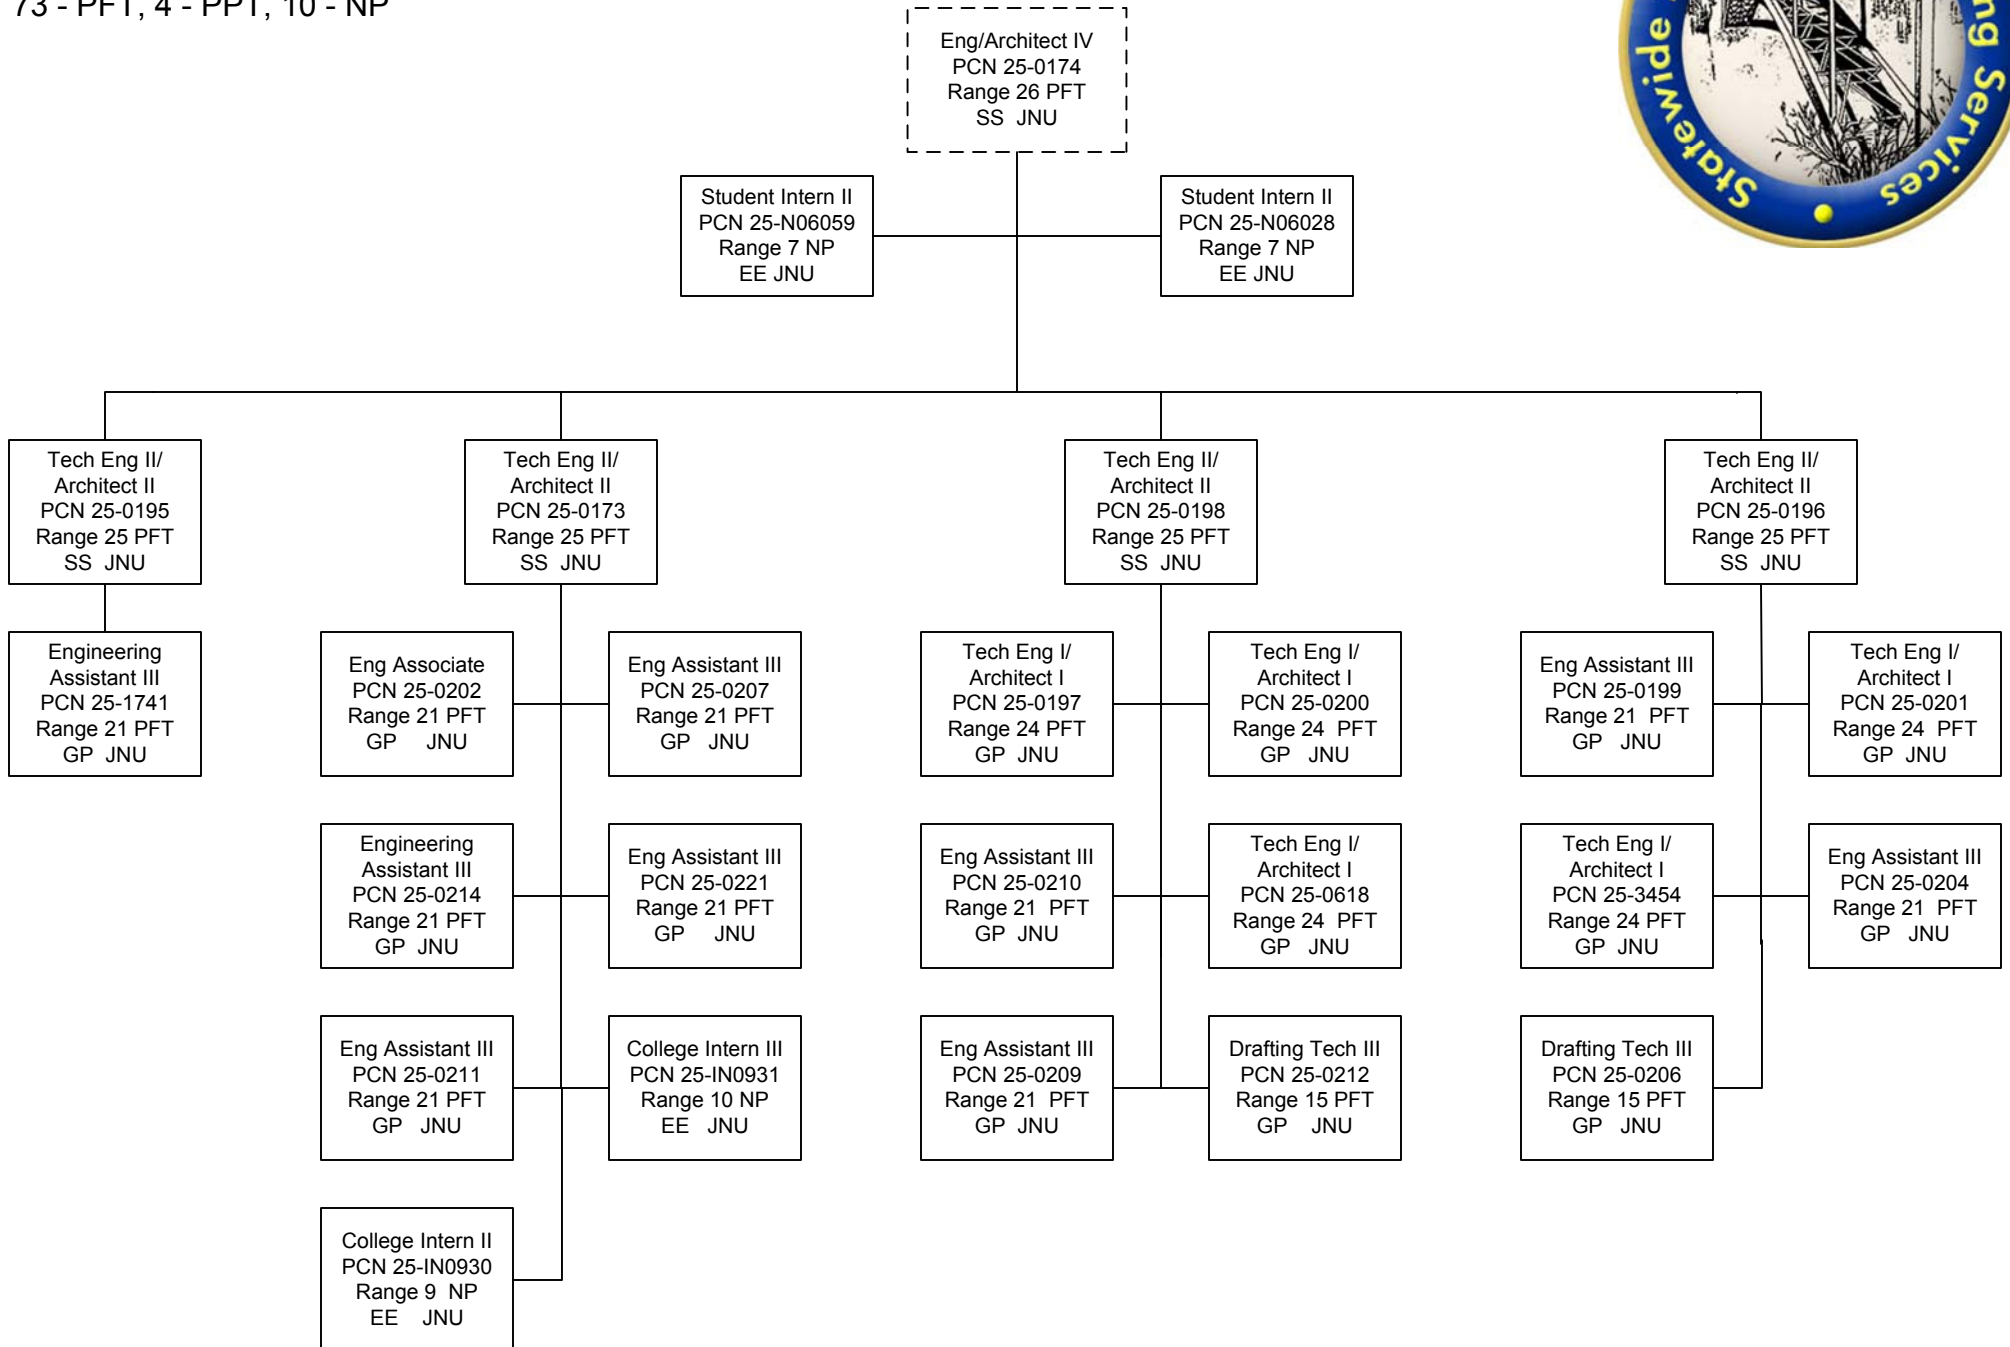 73 - PFT, 4 - PPT, 10 - NP
Eng/Architect IV
PCN 25-0174
Range 26 PFT
SS JNU
Statewide
ng Services
Student Intern II
PCN 25-N06059
Range 7 NP
EE JNU
Student Intern II
PCN 25-N06028
Range 7 NP
EE JNU
Tech Eng II/
Architect II
PCN 25-0195
Range 25 PFT
SS JNU
Tech Eng II/
Architect II
PCN 25-0173
Range 25 PFT
SS JNU
Tech Eng II/
Architect II
PCN 25-0198
Range 25 PFT
SS JNU
Tech Eng II/
Architect II
PCN 25-0196
Range 25 PFT
SS JNU
Engineering
Assistant III
PCN 25-1741
Range 21 PFT
GP JNU
Eng Associate
PCN 25-0202
Range 21 PFT
GP JNU
Eng Assistant III
PCN 25-0207
Range 21 PFT
GP JNU
Tech Eng I/
Architect I
PCN 25-0197
Range 24 PFT
GP JNU
Tech Eng I/
Architect I
PCN 25-0200
Range 24 PFT
GP JNU
Eng Assistant III
PCN 25-0199
Range 21 PFT
GP JNU
Tech Eng I/
Architect I
PCN 25-0201
Range 24 PFT
GP JNU
Engineering
Assistant III
PCN 25-0214
Range 21 PFT
GP JNU
Eng Assistant III
PCN 25-0221
Range 21 PFT
GP JNU
Eng Assistant III
PCN 25-0210
Range 21 PFT
GP JNU
Tech Eng I/
Architect I
PCN 25-0618
Range 24 PFT
GP JNU
Tech Eng I/
Architect I
PCN 25-3454
Range 24 PFT
GP JNU
Eng Assistant III
PCN 25-0204
Range 21 PFT
GP JNU
Eng Assistant III
PCN 25-0211
Range 21 PFT
GP JNU
College Intern III
PCN 25-IN0931
Range 10 NP
EE JNU
Eng Assistant III
PCN 25-0209
Range 21 PFT
GP JNU
Drafting Tech III
PCN 25-0212
Range 15 PFT
GP JNU
Drafting Tech III
PCN 25-0206
Range 15 PFT
GP JNU
College Intern II
PCN 25-IN0930
Range 9 NP
EE JNU